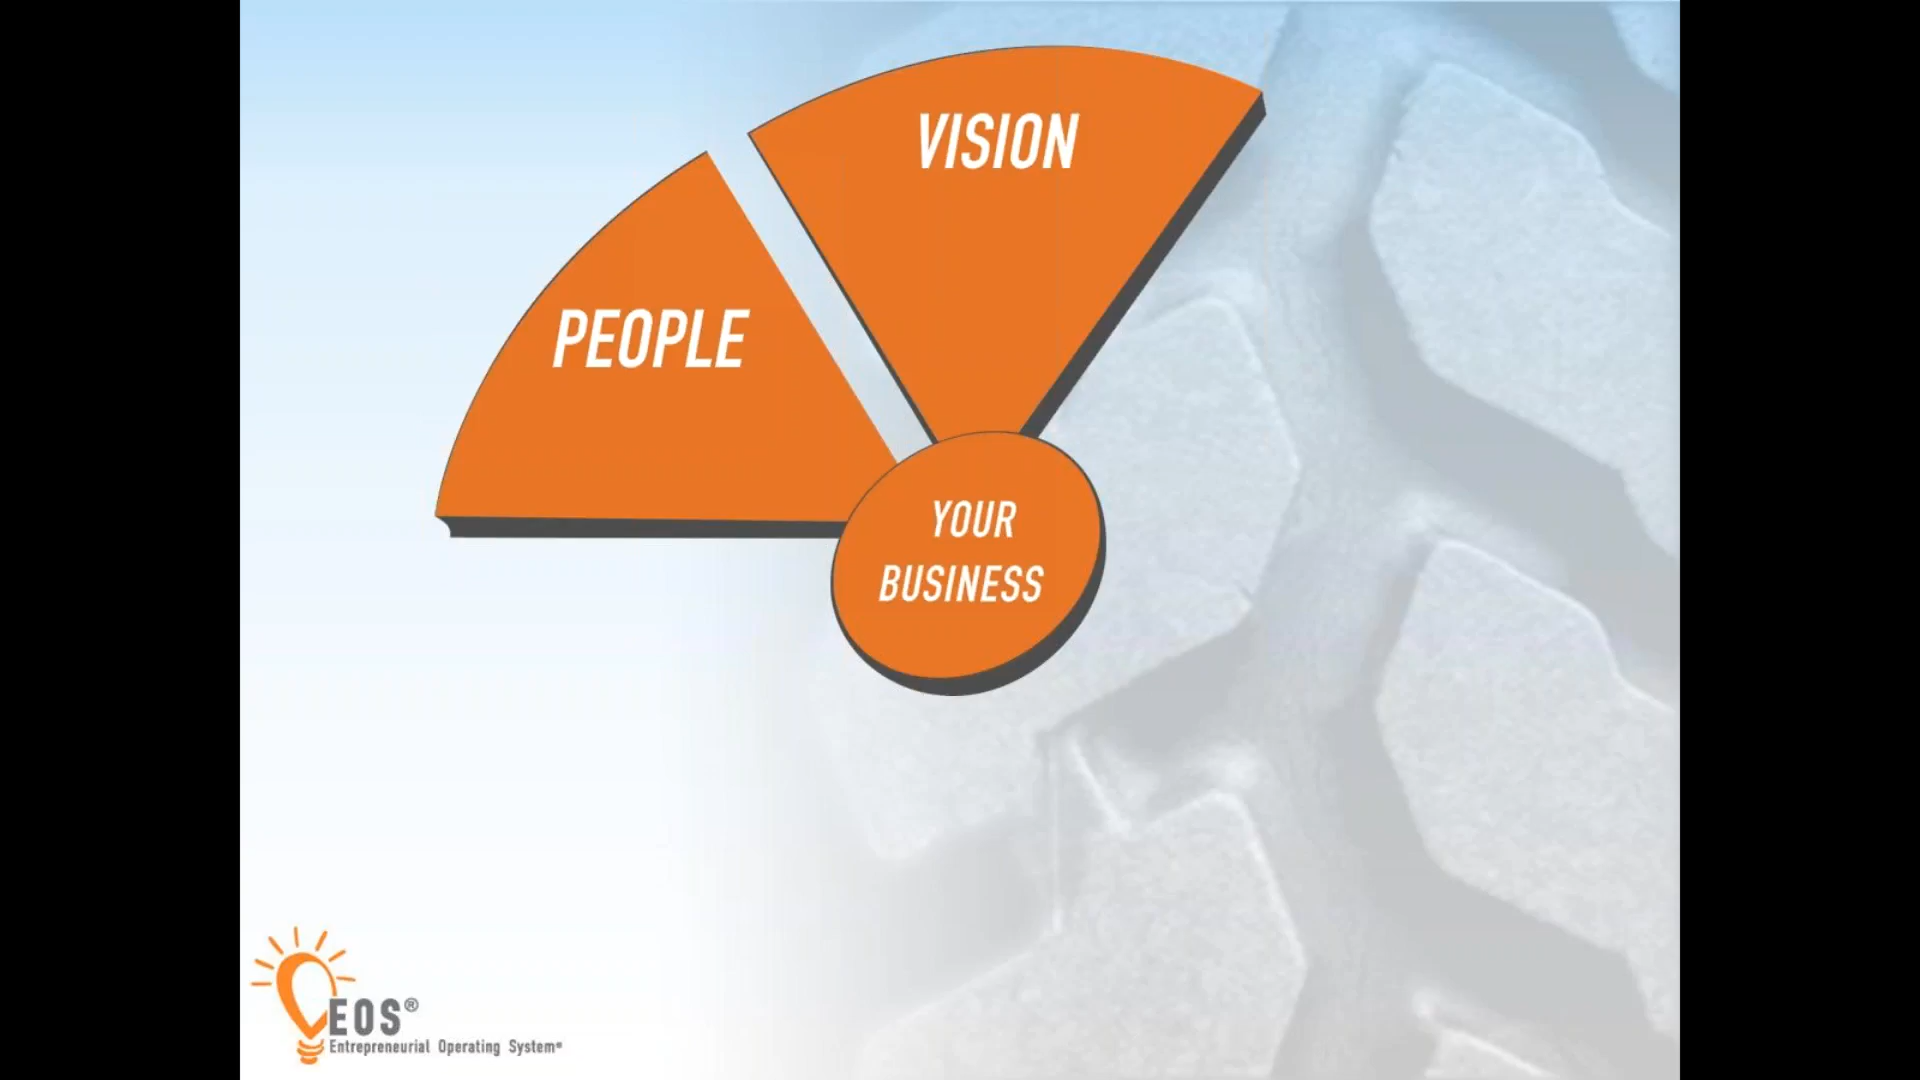 VISION
PEOPLE
YOUR
BUSINESS
EOS®
Entrepreneurial Operating System®